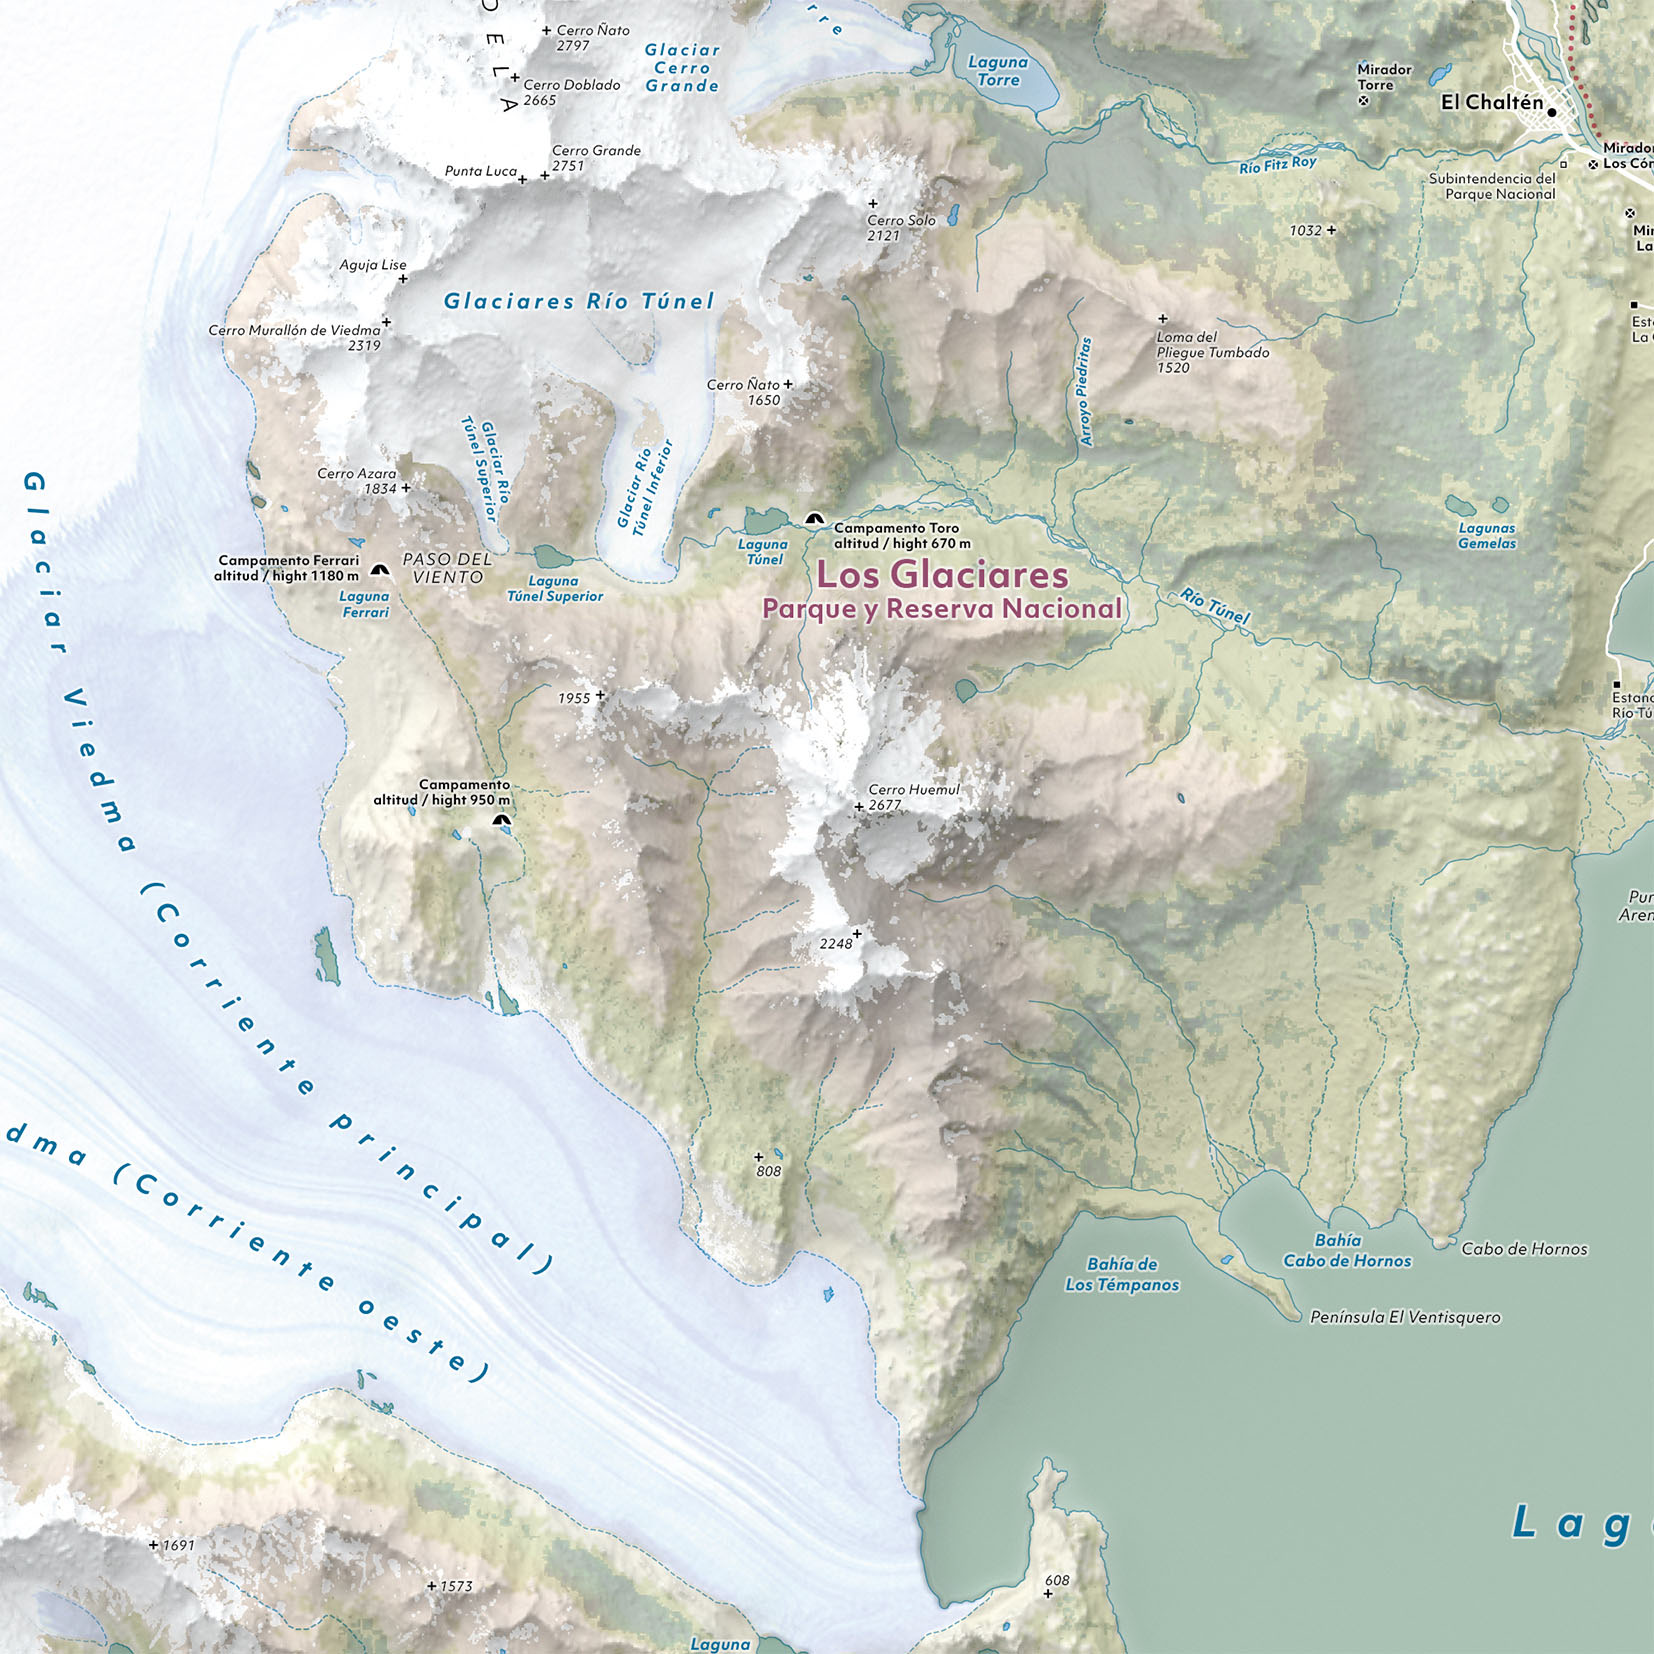 DELA
Cerro Ñato
2797
Glaciar
Cerro
Grande
rre
Laguna
Torre
Mirador
Torre
El Chaltén
Cerro Doblado
2665
Cerro Grande
2751
Punta Luca
Río Fitz Roy
Mirador
Los Cón
Subintendencia del
Parque Nacional
Cerro Solo
2121
1032
Mir
La
Aguja Lise
Glaciares Río Túnel
Cerro Murallón de Viedma
2319
Loma del
Pliegue Tumbado
1520
Est
La
Arroyo Piedritas
Cerro Ñato
1650
Glaciar Río
Túnel Superior
Glaciar Río
Túnel Inferior
Cerro Azara
1834
Lagunas
Gemelas
Campamento Toro
altitud / hight 670 m
Laguna
Túnel
Campamento Ferrari
altitud / hight 1180 m
PASO DEL
VIENTO
Laguna
Ferrari
Laguna
Túnel Superior
Los Glaciares
Parque y Reserva Nacional
Río Túnel
1955
Estanc
Río Tú
Glaciar Viedma (Corriente principal)
Campamento
altitud / hight 950 m
Cerro Huemul
2677
Pun
Aren
2248
dma (Corriente oeste)
808
Bahía
Cabo de Hornos
Cabo de Hornos
Bahía de
Los Témpanos
Península El Ventisquero
Lag
1691
1573
608
Laguna